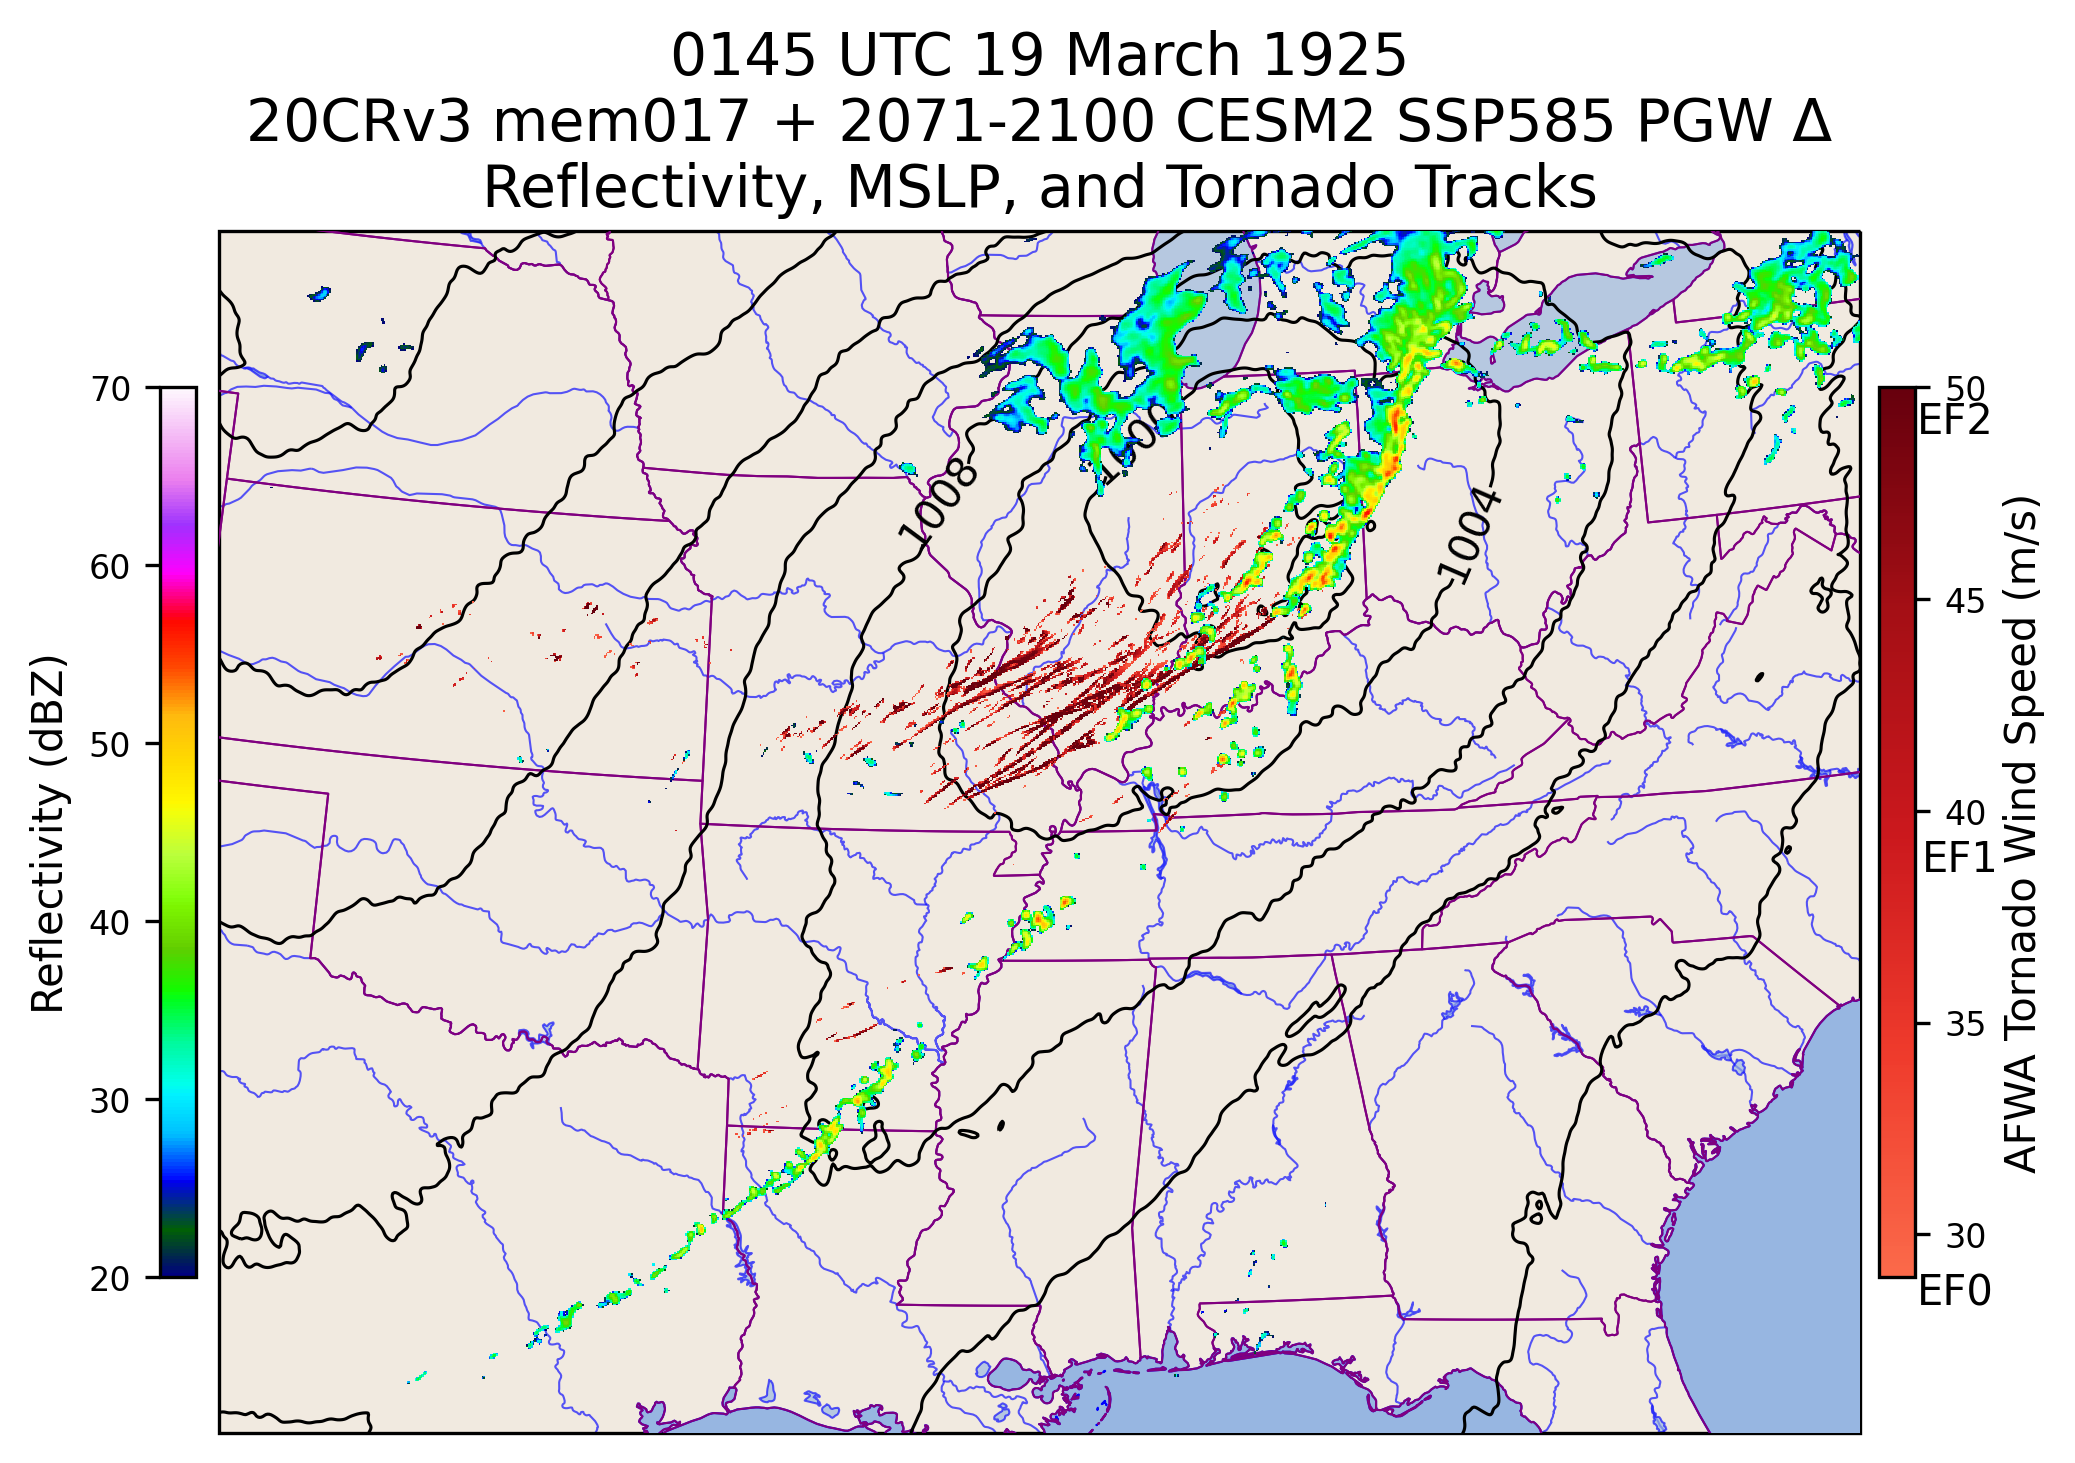 0145 UTC 19 March 1925
20CRv3 mem017 + 2071-2100 CESM2 SSP585 PGW Δ
Reflectivity, MSLP, and Tornado Tracks
70
60
50
40
30
20
Reflectivity (dBZ)
1008
1000
1004
50
EF2
45
40
EF1
35
30
EF0
AFWA Tornado Wind Speed (m/s)